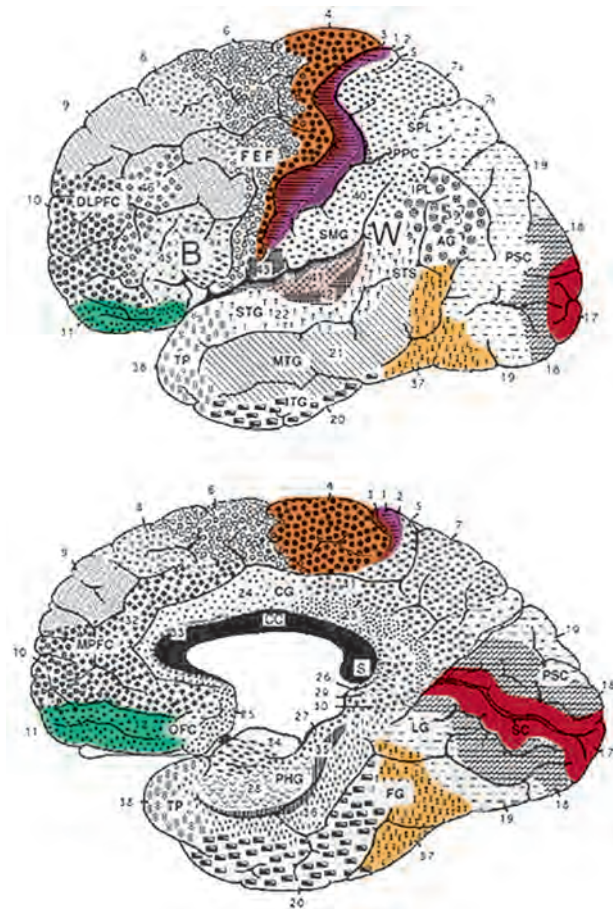 4
6
3 1 2
5
8
7a
9
SPL
7b
FEF
PPC
19
10
46
40
IPL
39
18
DLPFC
45
B
SMG
W
AG
PSC
43
STS
17
11
STG
22
38
TP
MTG
21
37
19
18
ITG
20
4
6
3 1 2
5
8
7
9
24
CG
32
CC
19
33
10
MPFC
S
PSC
18
26
29
30
25
27
LG
SC
11
OFC
34
35
17
PHG
28
38
TP
36
FG
18
19
37
20